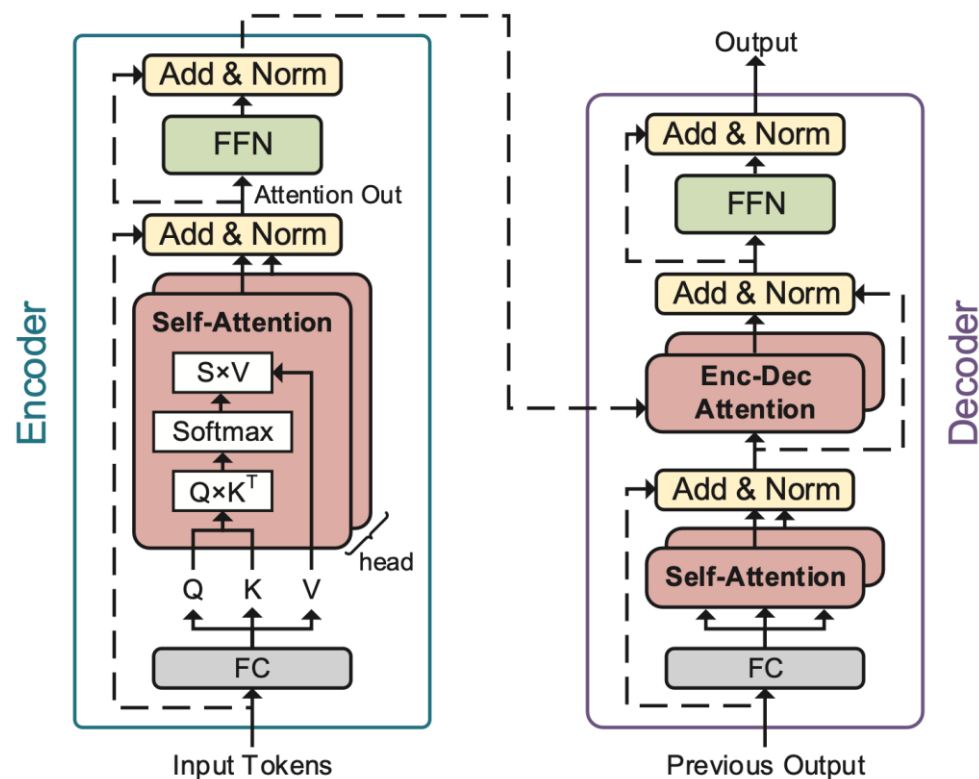 Encoder
Add & Norm
FFN
Attention Out
Add & Norm
Self-Attention
S×V
Softmax
Q×Kᵀ
head
Q K V
FC
Input Tokens
Output
Decoder
Add & Norm
FFN
Add & Norm
Enc-Dec
Attention
Add & Norm
Self-Attention
FC
Previous Output